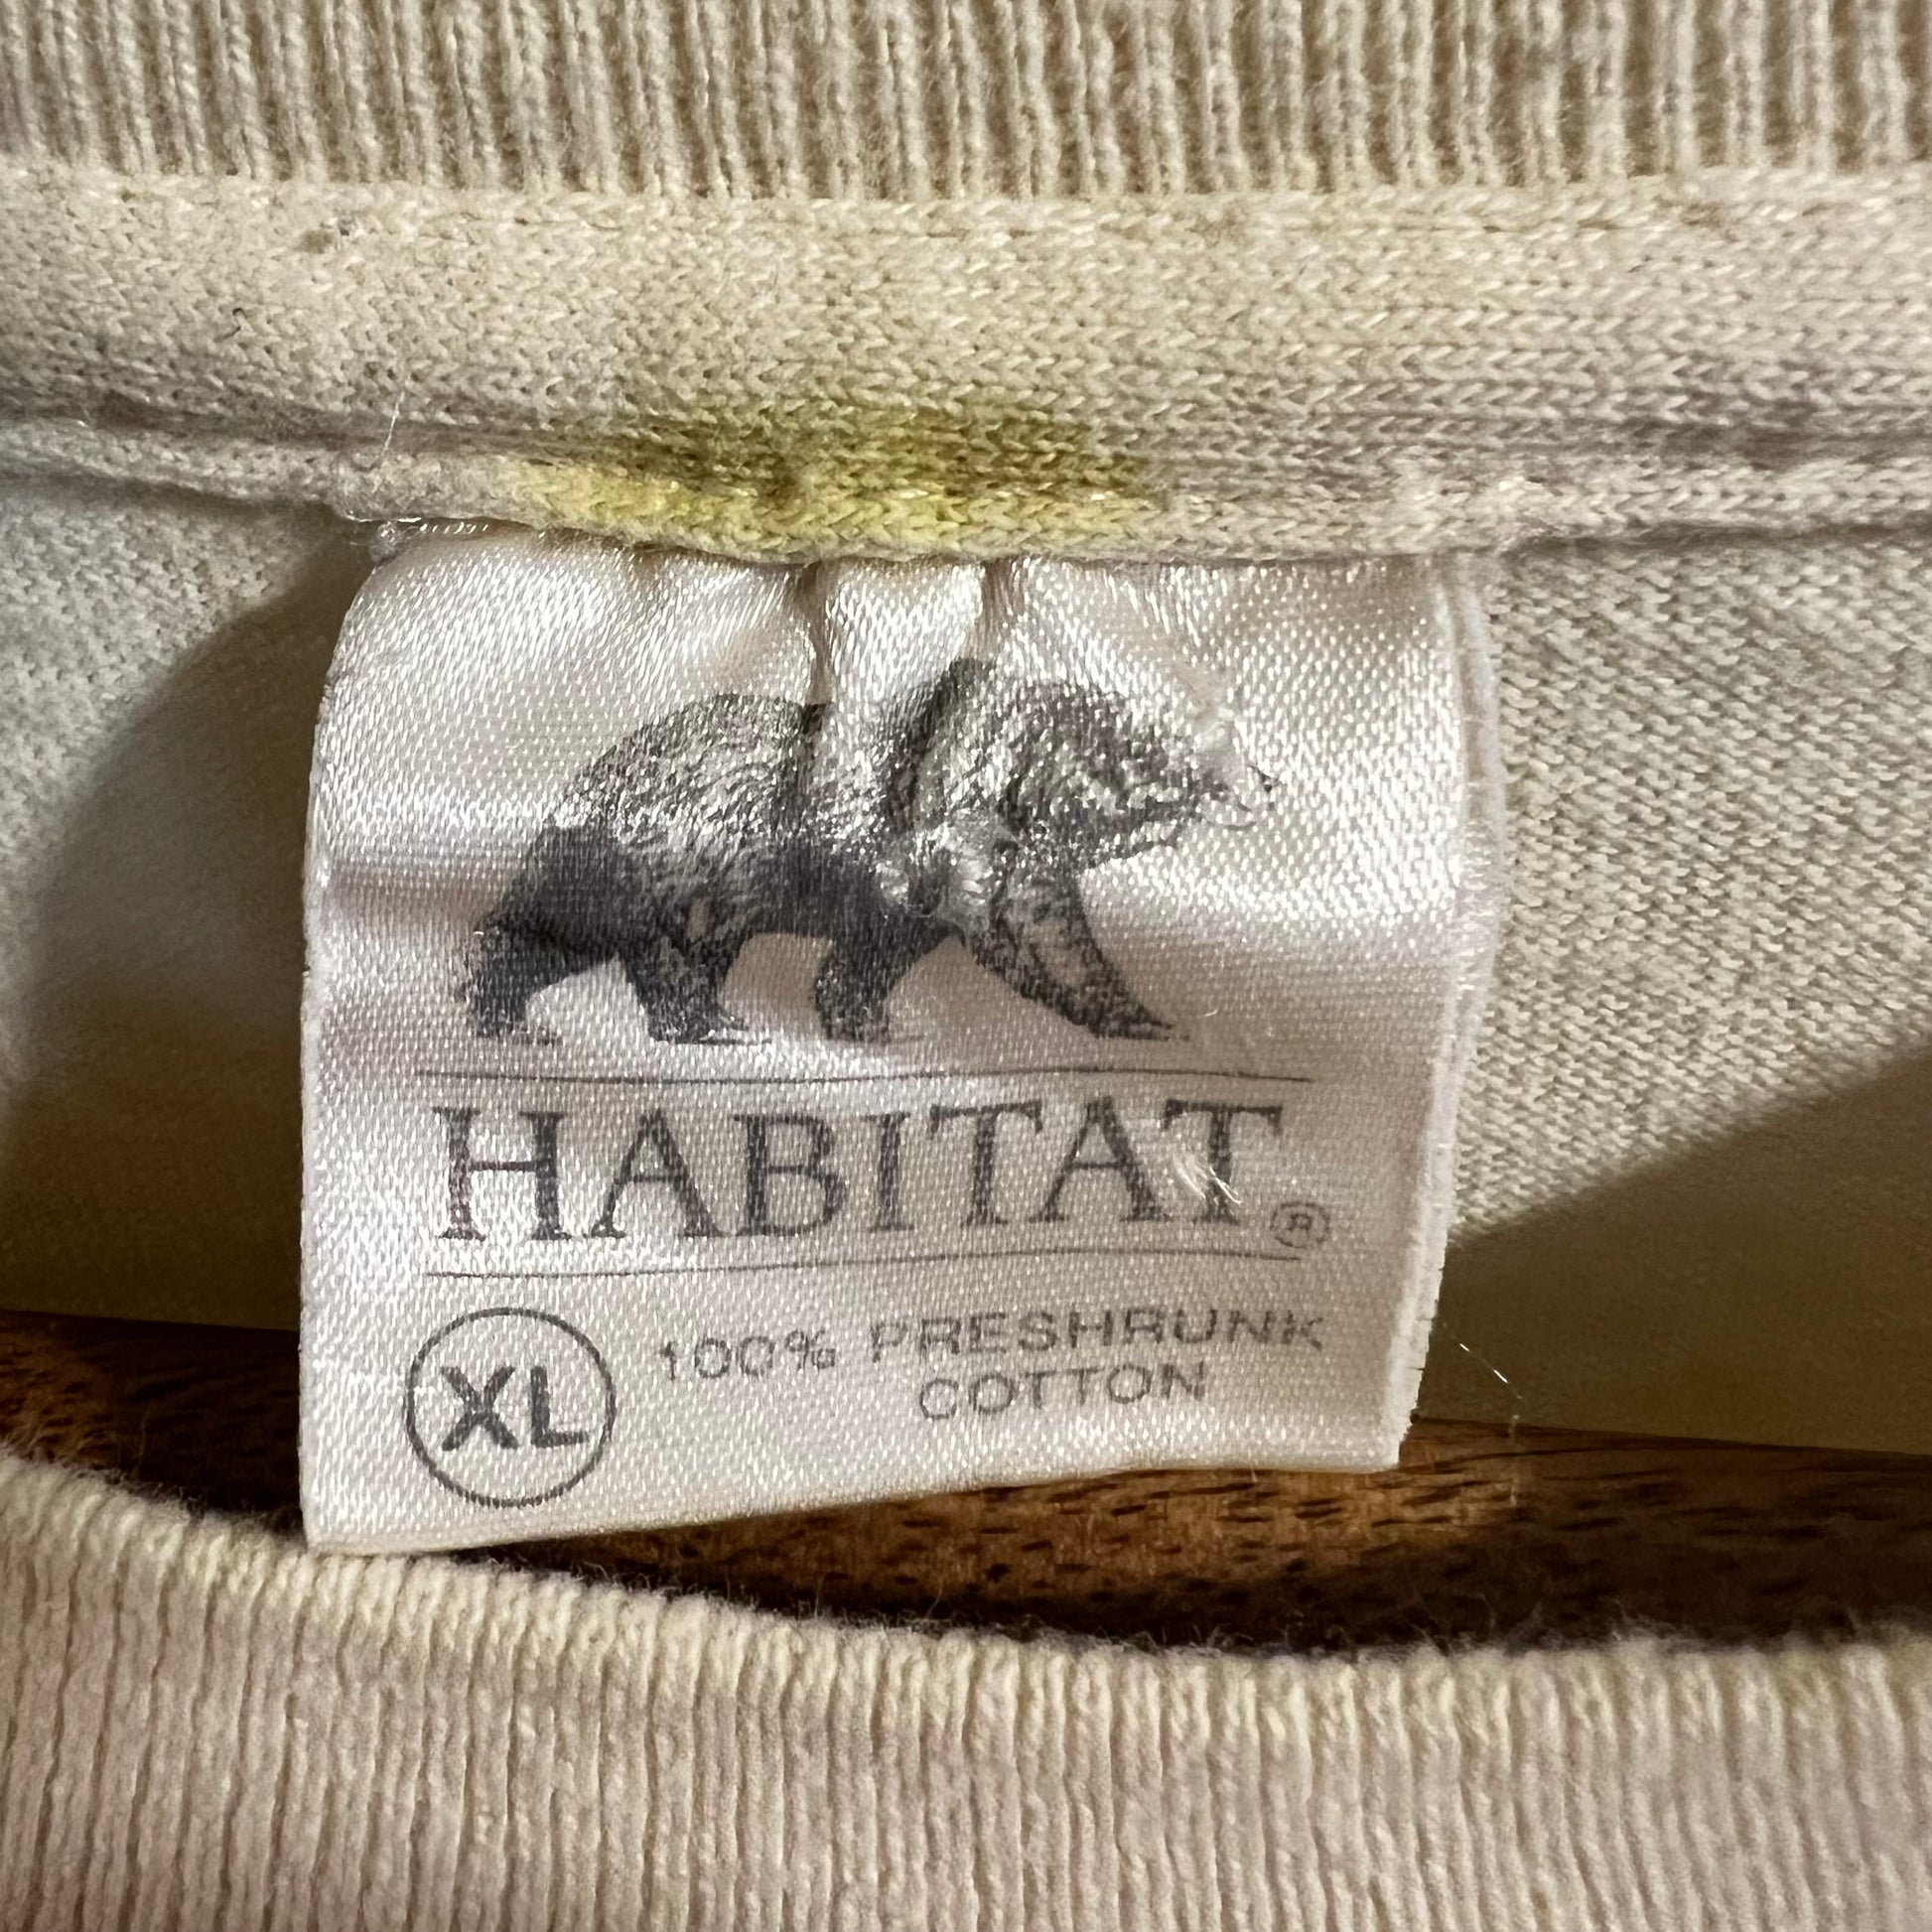 HABITAT®
XL
100% PRESHRUNK
COTTON